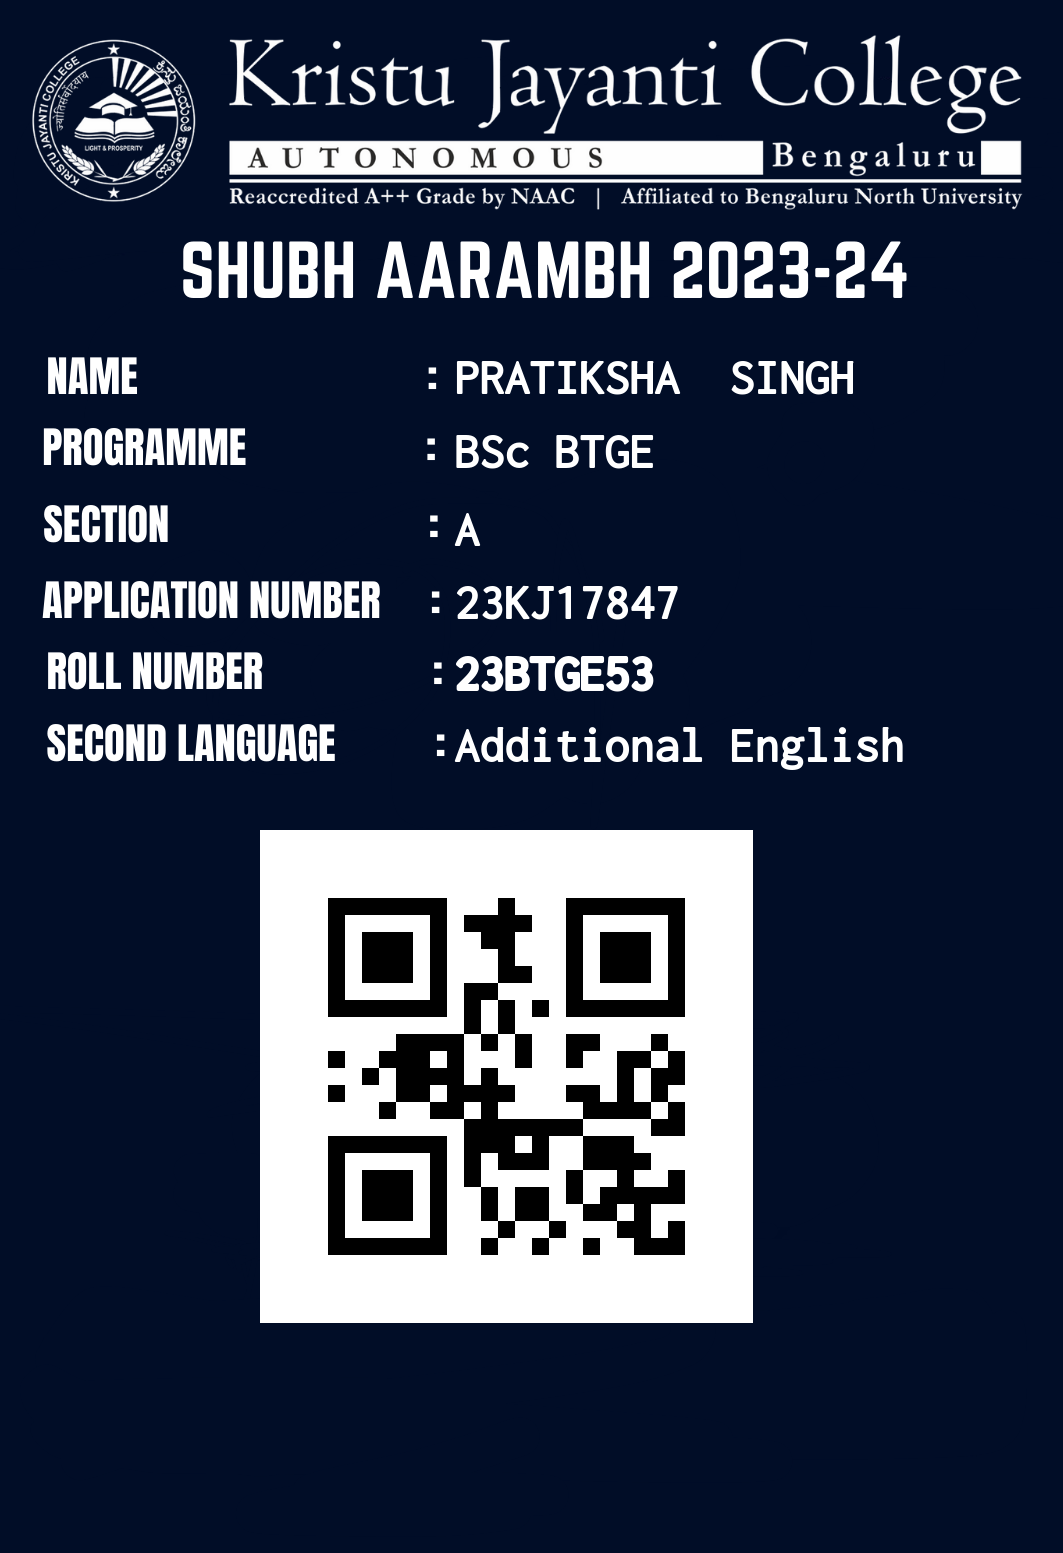 KRISTU JAYANTI COLLEGE
ಕ್ರಿಸ್ತು ಜಯಂತಿ ಕಾಲೇಜು
LIGHT & PROSPERITY
Kristu Jayanti College
AUTONOMOUS Bengaluru
Reaccredited A++ Grade by NAAC | Affiliated to Bengaluru North University
SHUBH AARAMBH 2023-24
NAME : PRATIKSHA SINGH
PROGRAMME : BSc BTGE
SECTION : A
APPLICATION NUMBER : 23KJ17847
ROLL NUMBER : 23BTGE53
SECOND LANGUAGE : Additional English